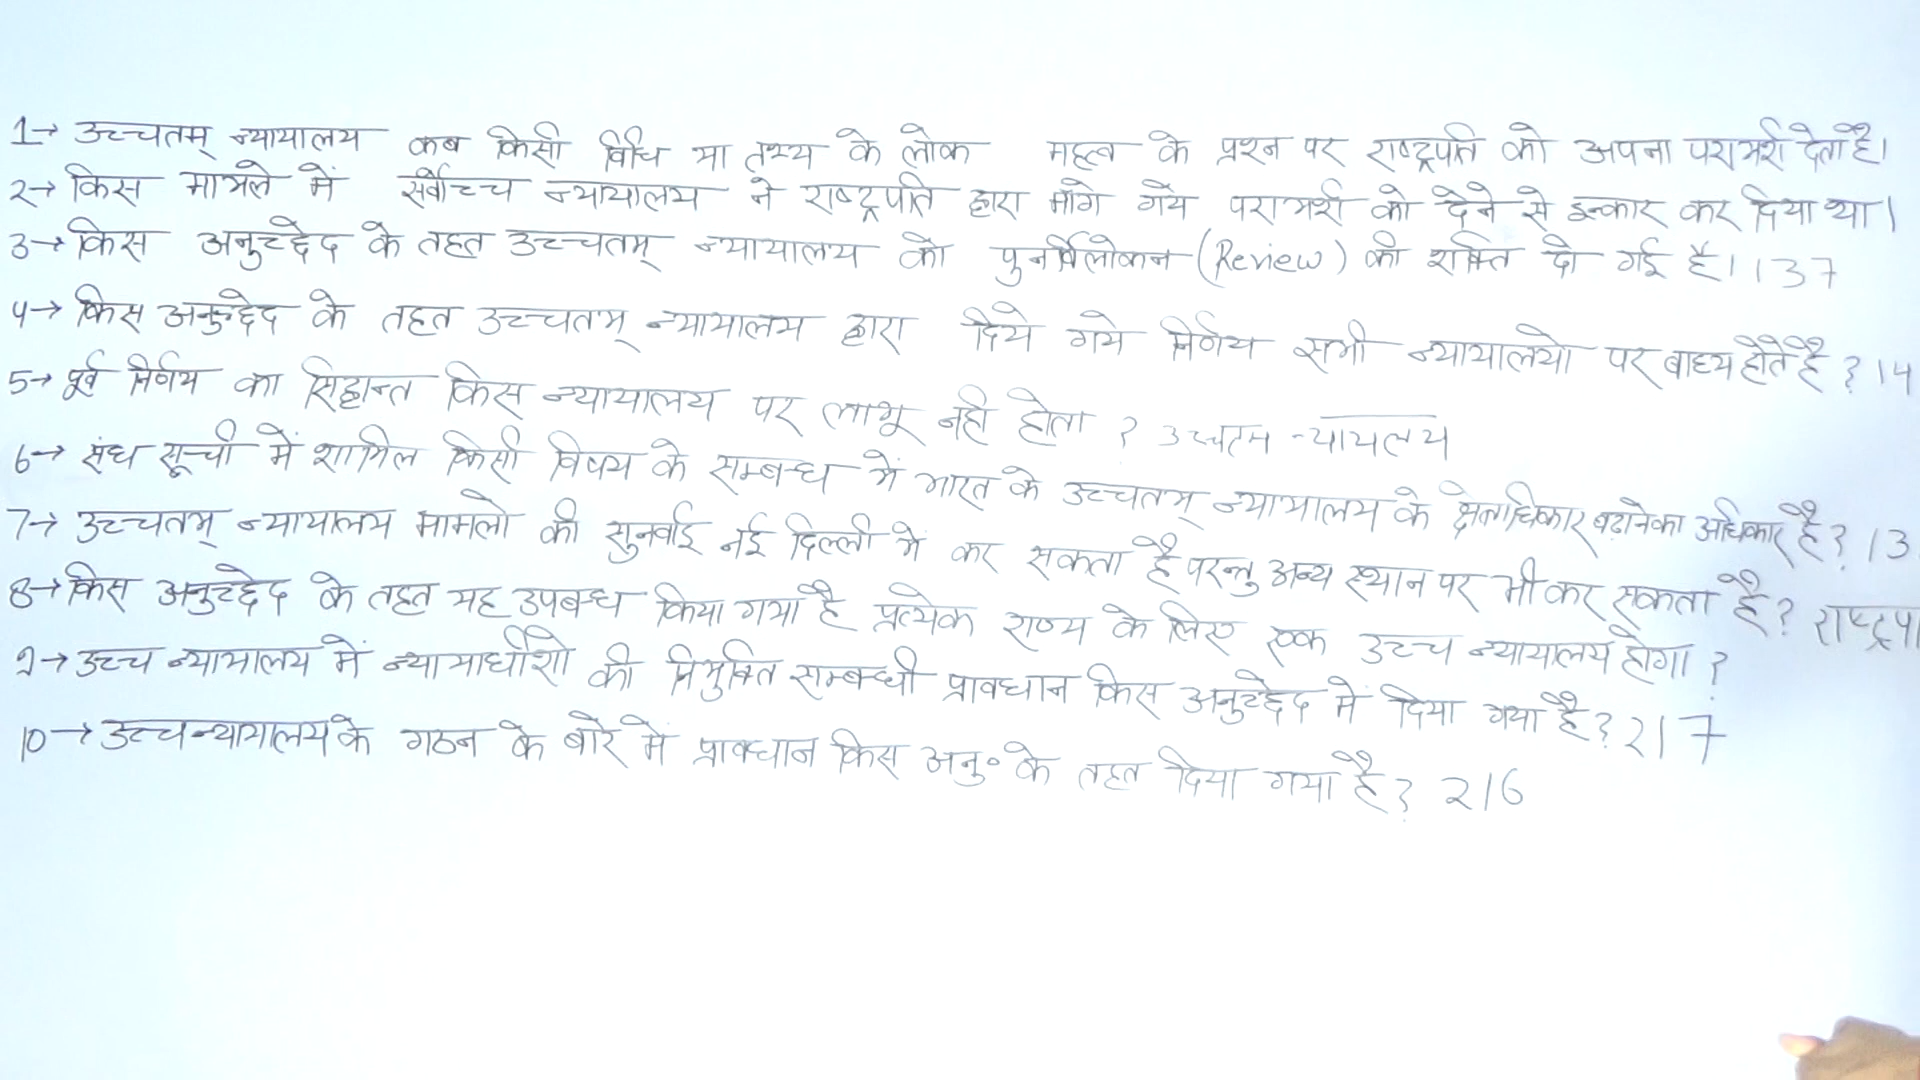 1→ उच्चतम् न्यायालय कब किसी विधि या तथ्य के लोक महत्व के प्रश्न पर राष्ट्रपति को अपना परामर्श देता है।
2→ किस मामले में सर्वोच्च न्यायालय ने राष्ट्रपति द्वारा माँगे गये परामर्श को देने से इन्कार कर दिया था।
3→ किस अनुच्छेद के तहत उच्चतम् न्यायालय को पुनर्विलोकन (Review) की शक्ति दी गई है। 137
4→ किस अनुच्छेद के तहत उच्चतम् न्यायालय द्वारा दिये गये निर्णय सभी न्यायालयो पर बाध्य होते है? 14
5→ पूर्व निर्णय का सिद्धान्त किस न्यायालय पर लागू नही होता ? उच्चतम न्यायलय
6→ संघ सूची में शामिल किसी विषय के सम्बन्ध में भारत के उच्चतम् न्यायालय के क्षेत्राधिकार बढ़ाने का अधिकार है? 13
7→ उच्चतम् न्यायालय मामलो की सुनवाई नई दिल्ली में कर सकता है परन्तु अन्य स्थान पर भी कर सकता है? राष्ट्रप
8→ किस अनुच्छेद के तहत यह उपबन्ध किया गया है प्रत्येक राज्य के लिए एक उच्च न्यायालय होगा ?
9→ उच्च न्यायालय में न्यायाधीशो की नियुक्ति सम्बन्धी प्रावधान किस अनुच्छेद में दिया गया है? 217
10→ उच्च न्यायालय के गठन के बारे में प्रावधान किस अनु॰ के तहत दिया गया है? 216